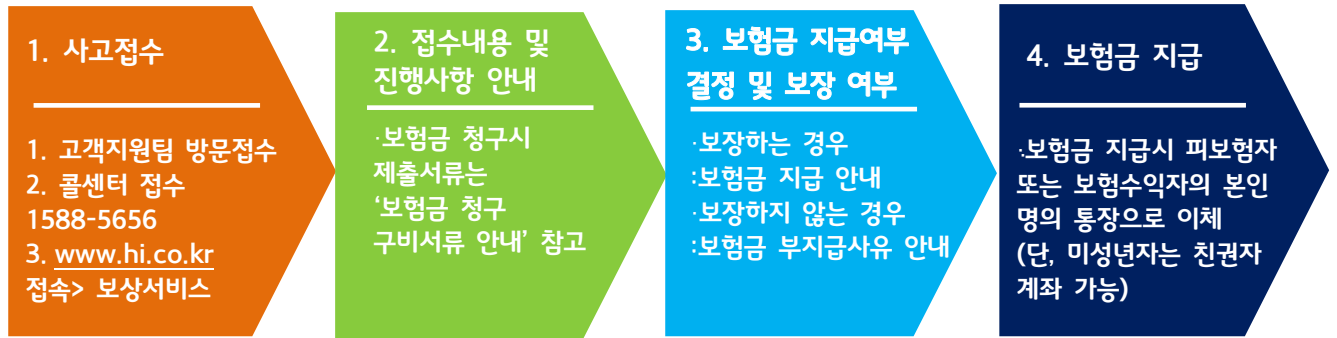 1. 사고접수
1. 고객지원팀 방문접수
2. 콜센터 접수
1588-5656
3. www.hi.co.kr
접속> 보상서비스
2. 접수내용 및
진행사항 안내
·보험금 청구시
제출서류는
‘보험금 청구
구비서류 안내’ 참고
3. 보험금 지급여부
결정 및 보장 여부
·보장하는 경우
:보험금 지급 안내
·보장하지 않는 경우
:보험금 부지급사유 안내
4. 보험금 지급
·보험금 지급시 피보험자
또는 보험수익자의 본인
명의 통장으로 이체
(단, 미성년자는 친권자
계좌 가능)